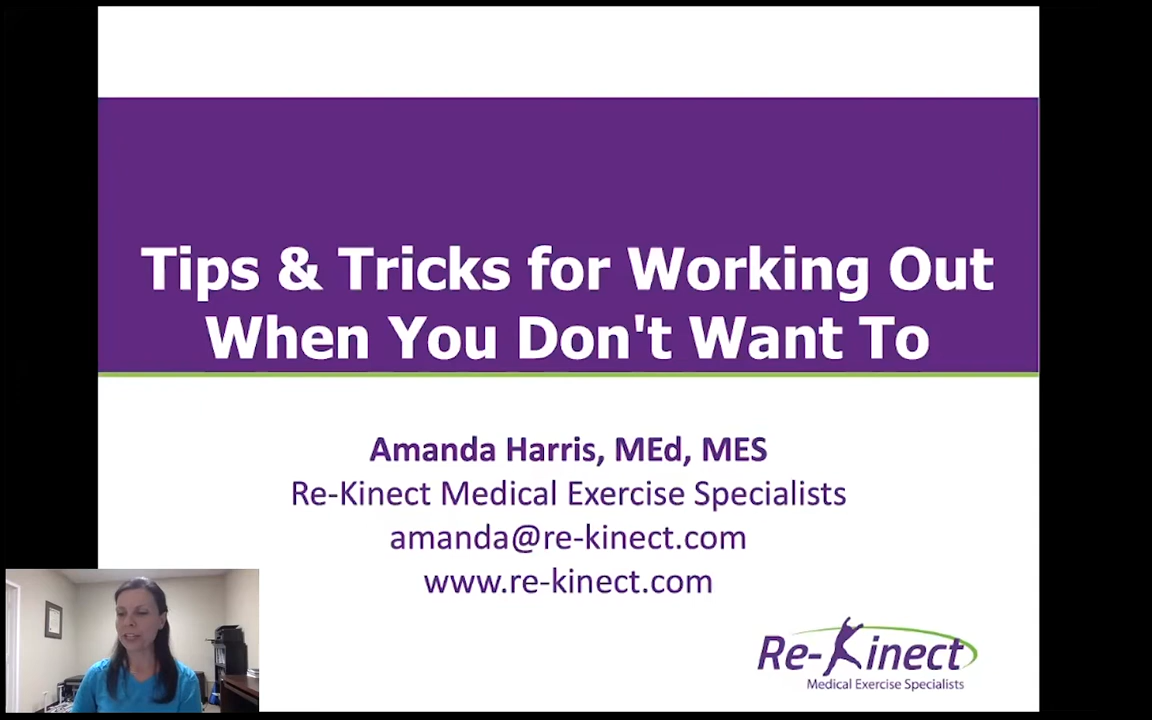 Tips & Tricks for Working Out
When You Don't Want To
Amanda Harris, MEd, MES
Re-Kinect Medical Exercise Specialists
amanda@re-kinect.com
www.re-kinect.com
Re-Kinect
Medical Exercise Specialists